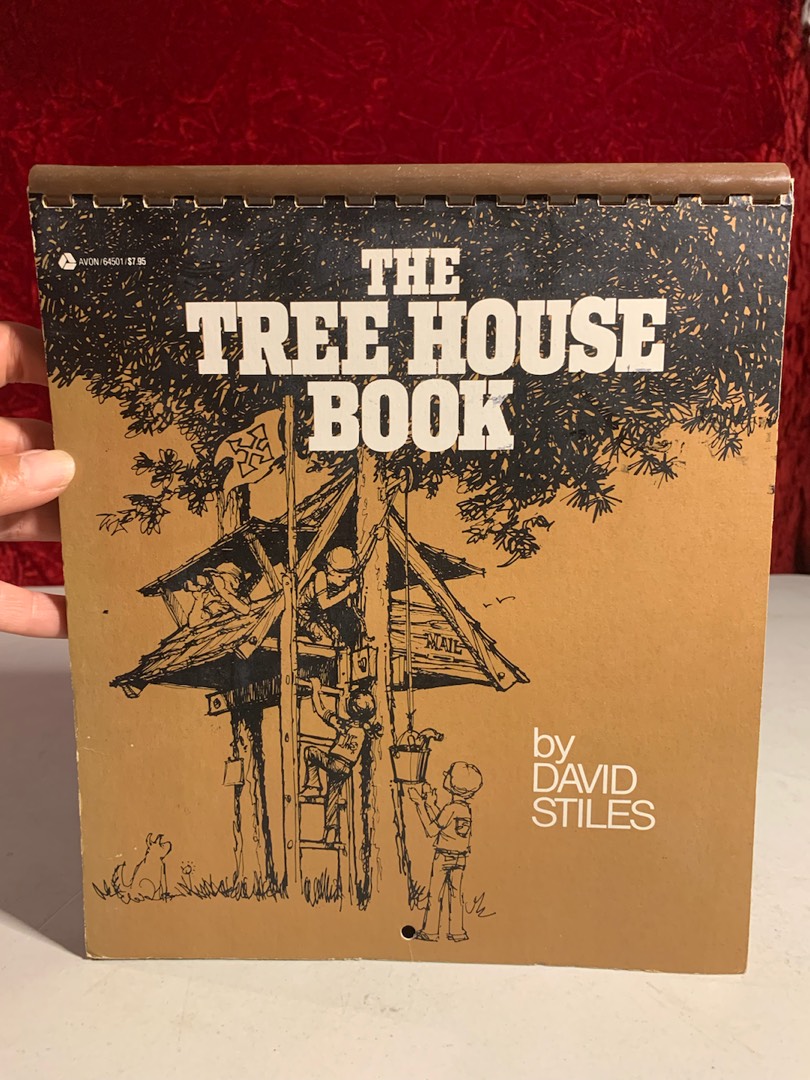 AVON/64501/$7.95
THE
TREE HOUSE
BOOK
MAIL
by
DAVID
STILES